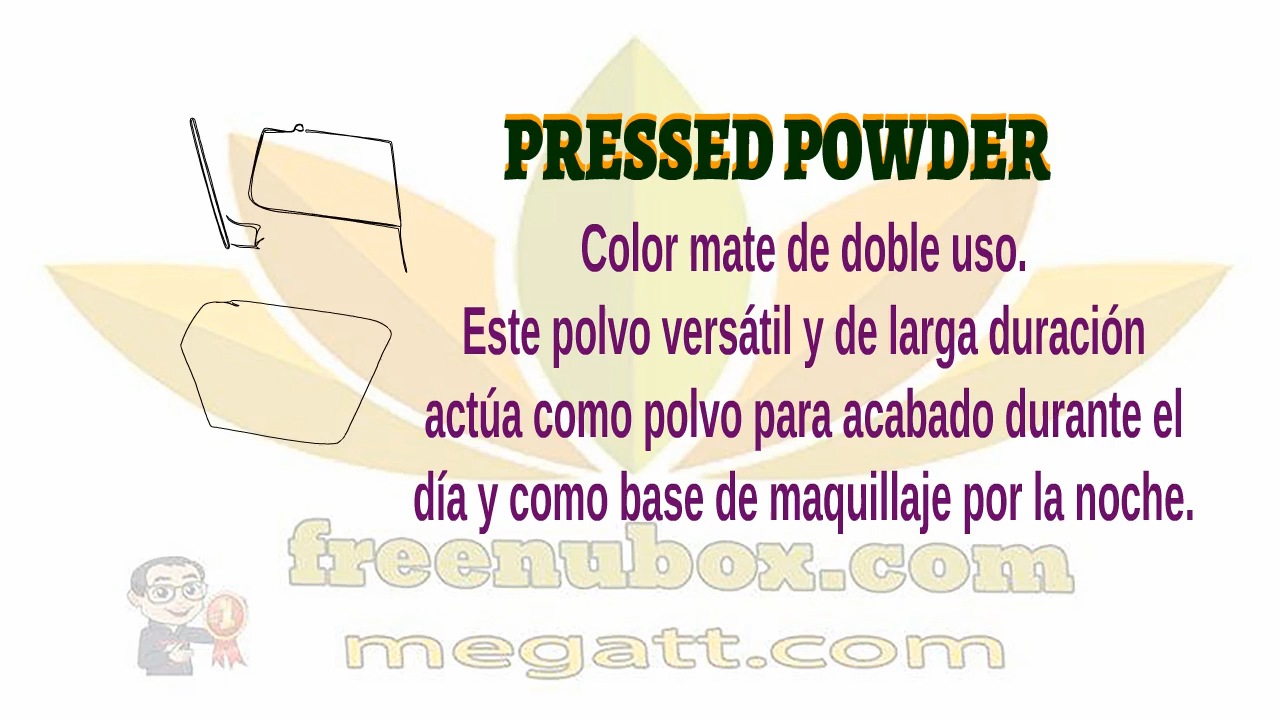 PRESSED POWDER
Color mate de doble uso.
Este polvo versátil y de larga duración
actúa como polvo para acabado durante el
día y como base de maquillaje por la noche.
freenubox.com
1
megatt.com